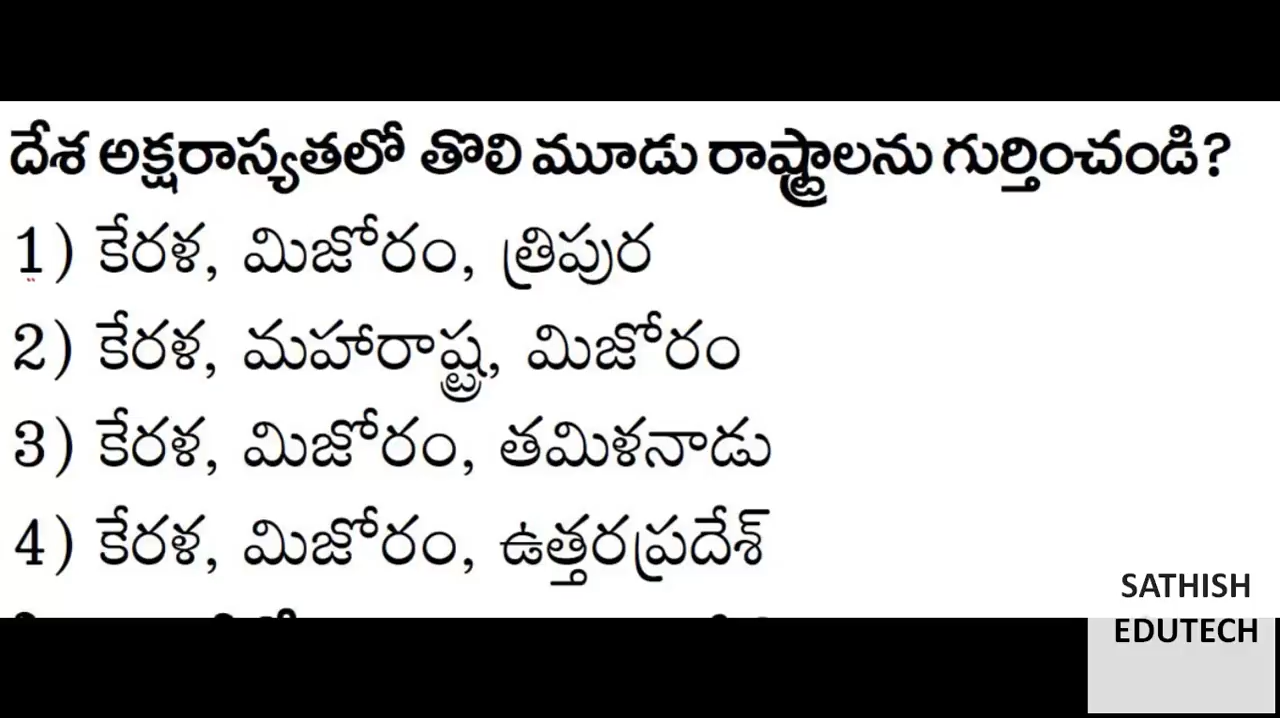 దేశ అక్షరాస్యతలో తొలి మూడు రాష్ట్రాలను గుర్తించండి?
1) కేరళ, మిజోరం, త్రిపుర
2) కేరళ, మహారాష్ట్ర, మిజోరం
3) కేరళ, మిజోరం, తమిళనాడు
4) కేరళ, మిజోరం, ఉత్తరప్రదేశ్
SATHISH
EDUTECH